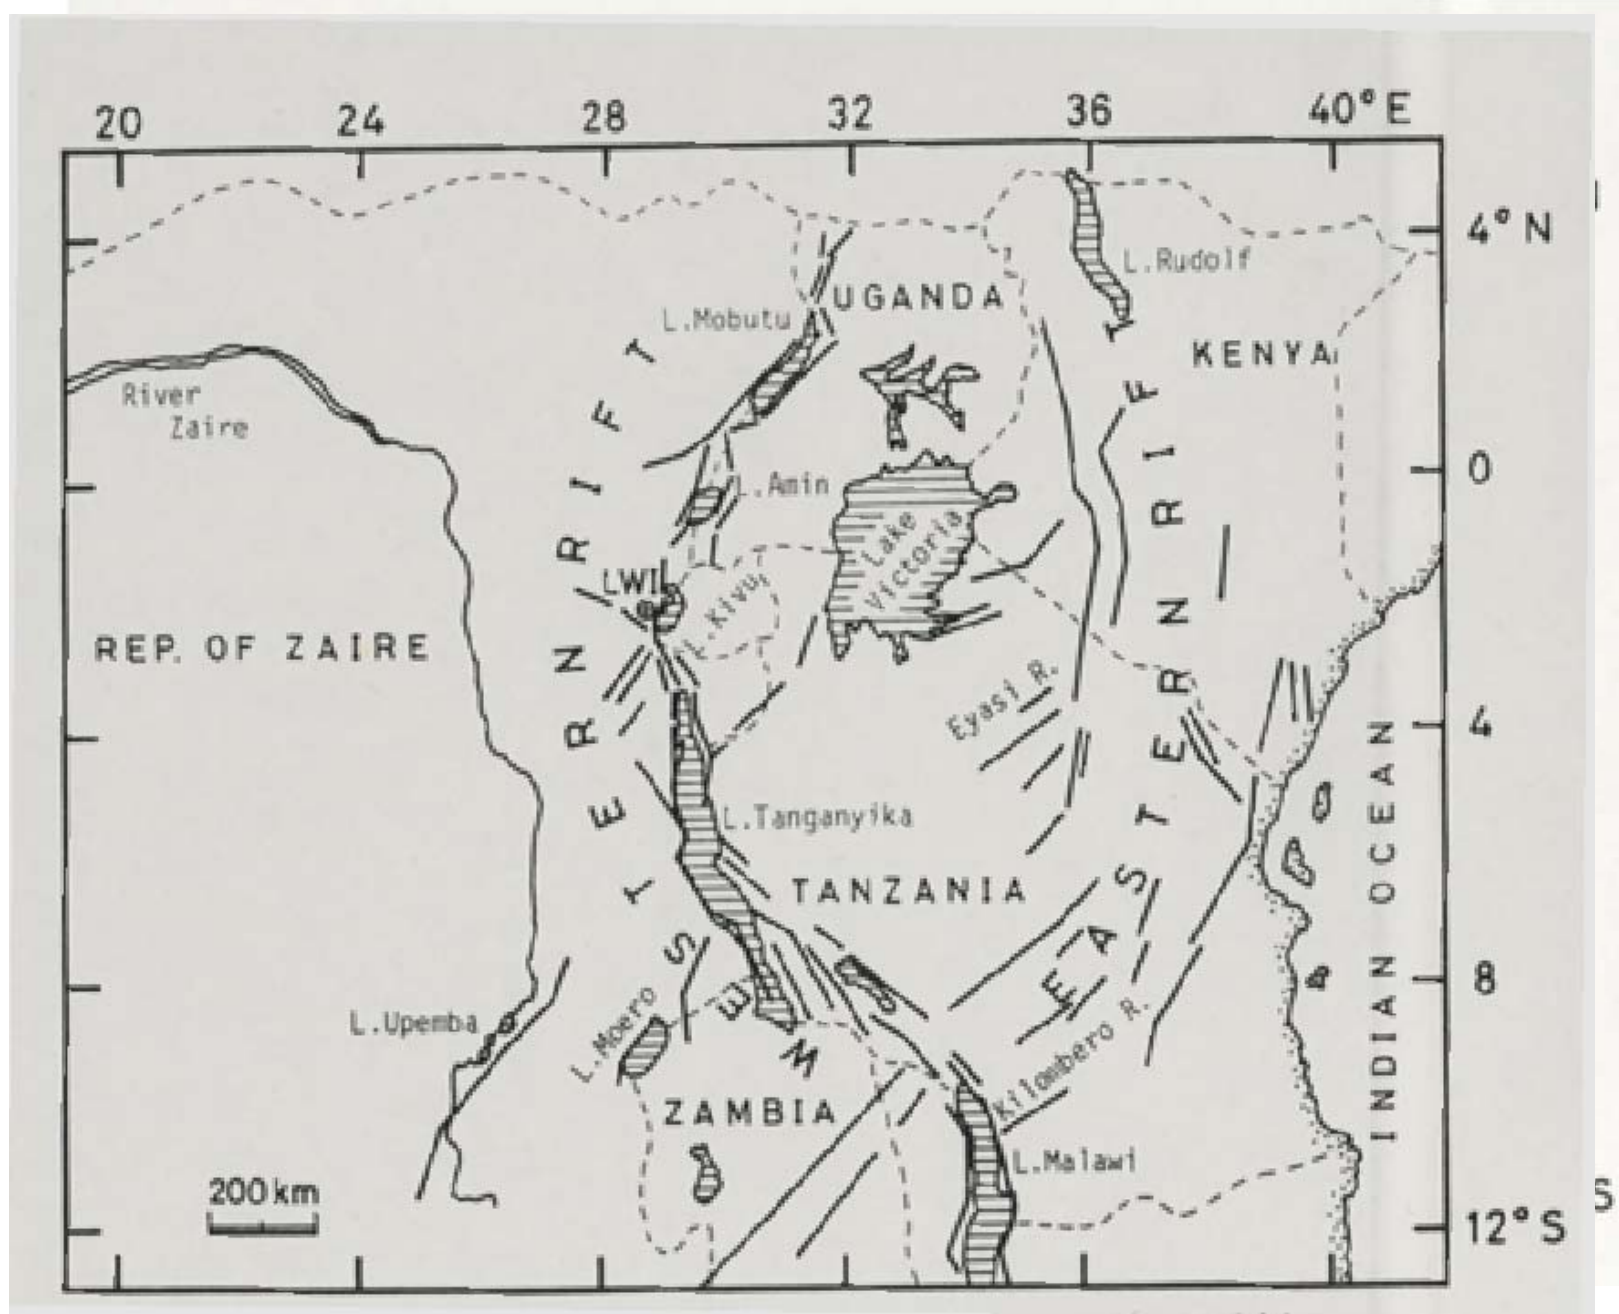 20 24 28 32 36 40° E
4° N
L.Rudolf
UGANDA
L.Mobutu
KENYA
River
Zaire
0
L.Amin
Lake
Victoria
LWI
L.Kivu
REP. OF ZAIRE
Eyasi R.
4
WESTERN RIFT
EASTERN RIFT
L.Tanganyika
TANZANIA
INDIAN OCEAN
8
L.Upemba
L.Moero
Kilombero R.
ZAMBIA
L.Malawi
200 km
12° S
S